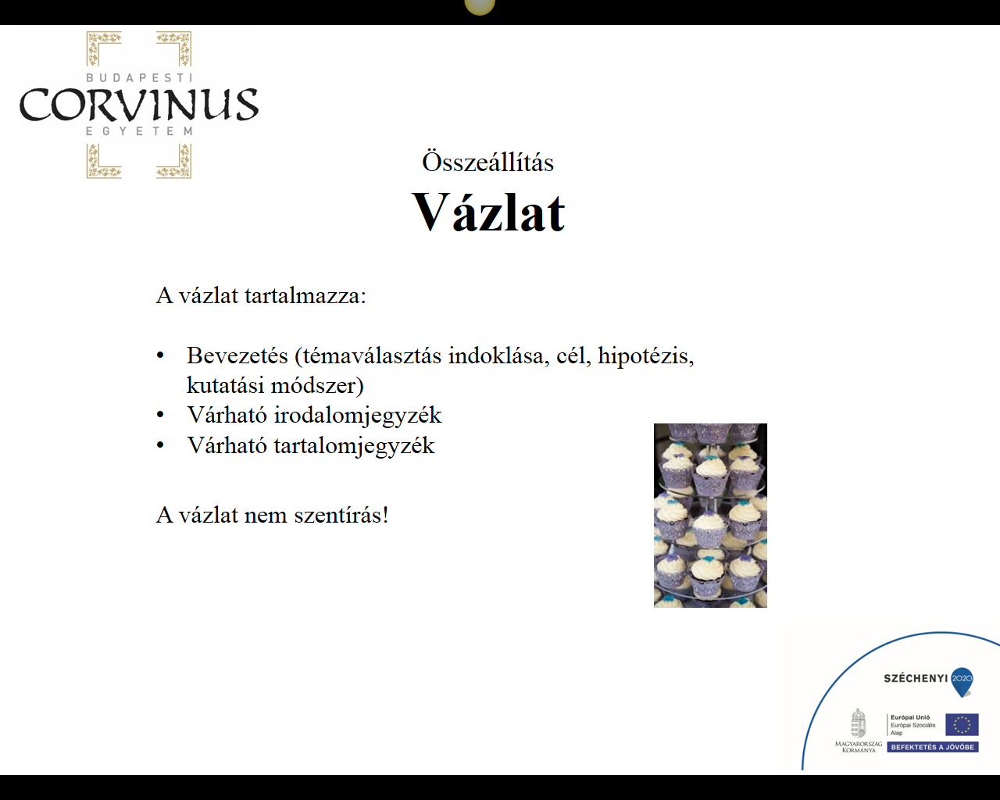 BUDAPESTI
CORVINUS
EGYETEM
Összeállítás
Vázlat
A vázlat tartalmazza:
• Bevezetés (témaválasztás indoklása, cél, hipotézis,
kutatási módszer)
• Várható irodalomjegyzék
• Várható tartalomjegyzék
A vázlat nem szentírás!
SZÉCHENYI 2020
Magyarország
Kormánya
Európai Unió
Európai Szociális
Alap
BEFEKTETÉS A JÖVŐBE